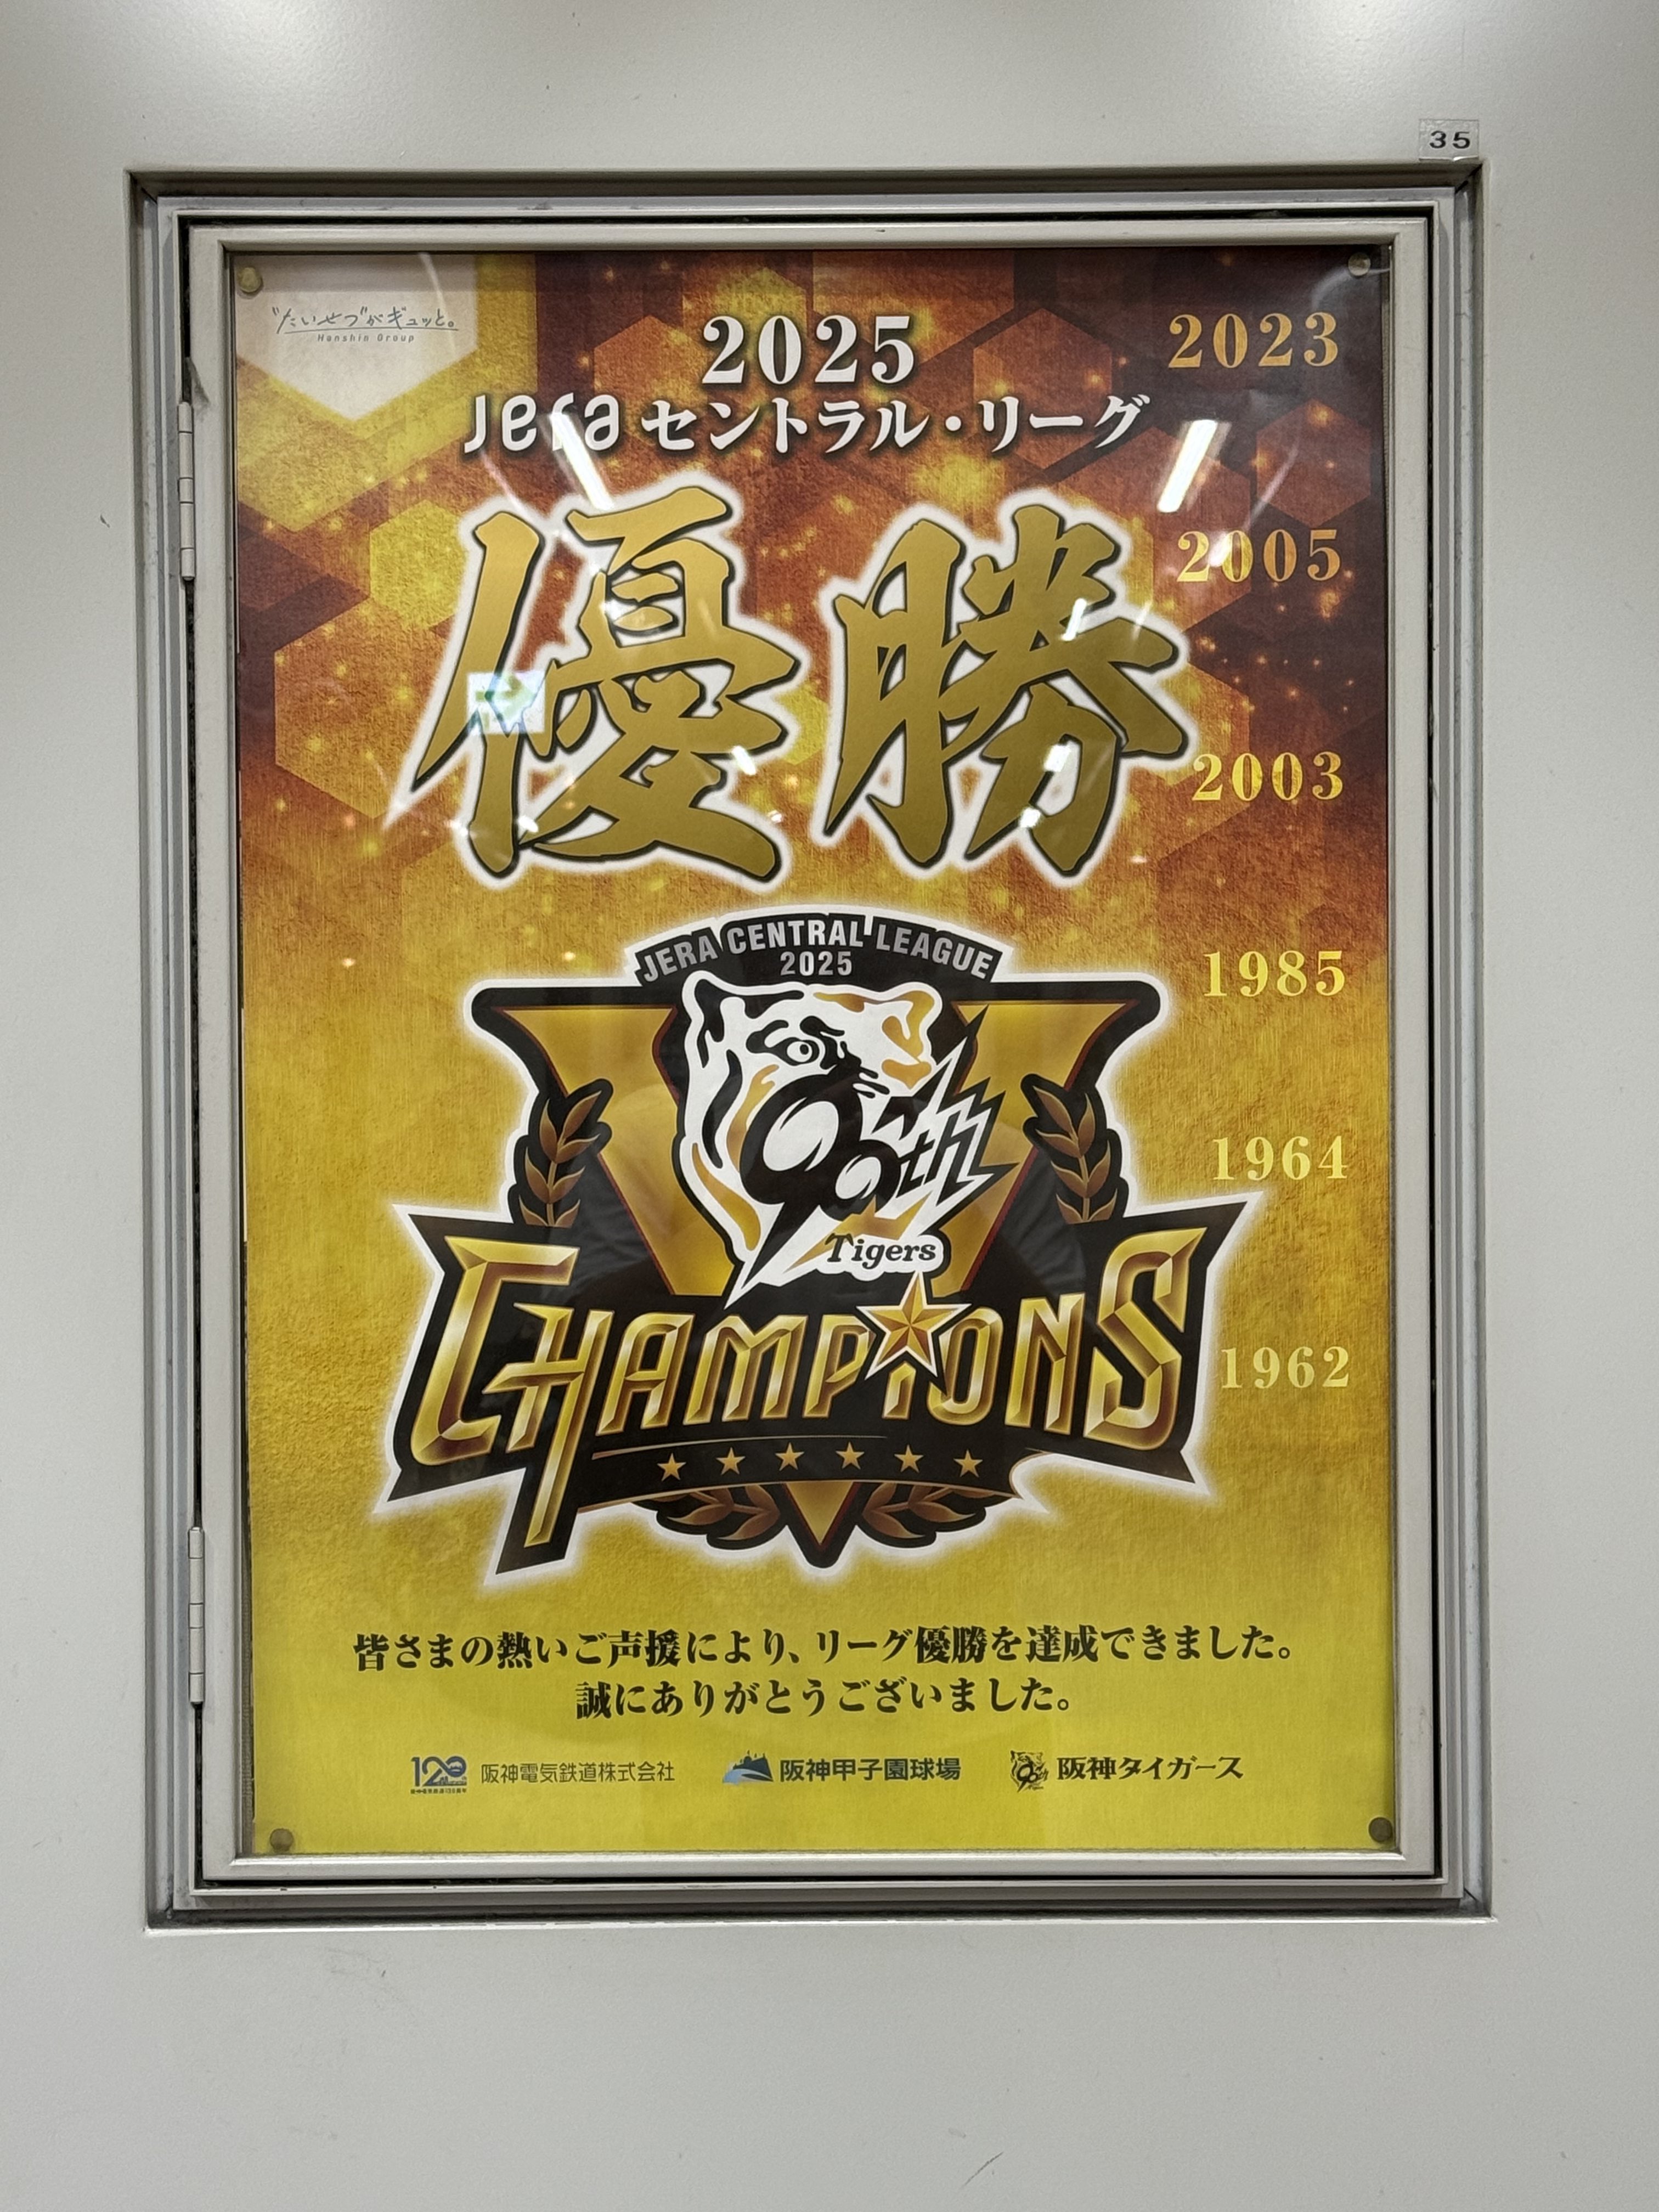 35
"たいせつ"がギュッと。
Hanshin Group
2025
Jera セントラル・リーグ
優勝
2023
2005
2003
1985
1964
1962
JERA CENTRAL LEAGUE
2025
90th
Tigers
CHAMPIONS
皆さまの熱いご声援により、リーグ優勝を達成できました。
誠にありがとうございました。
120 阪神電気鉄道株式会社
阪神甲子園球場
阪神タイガース